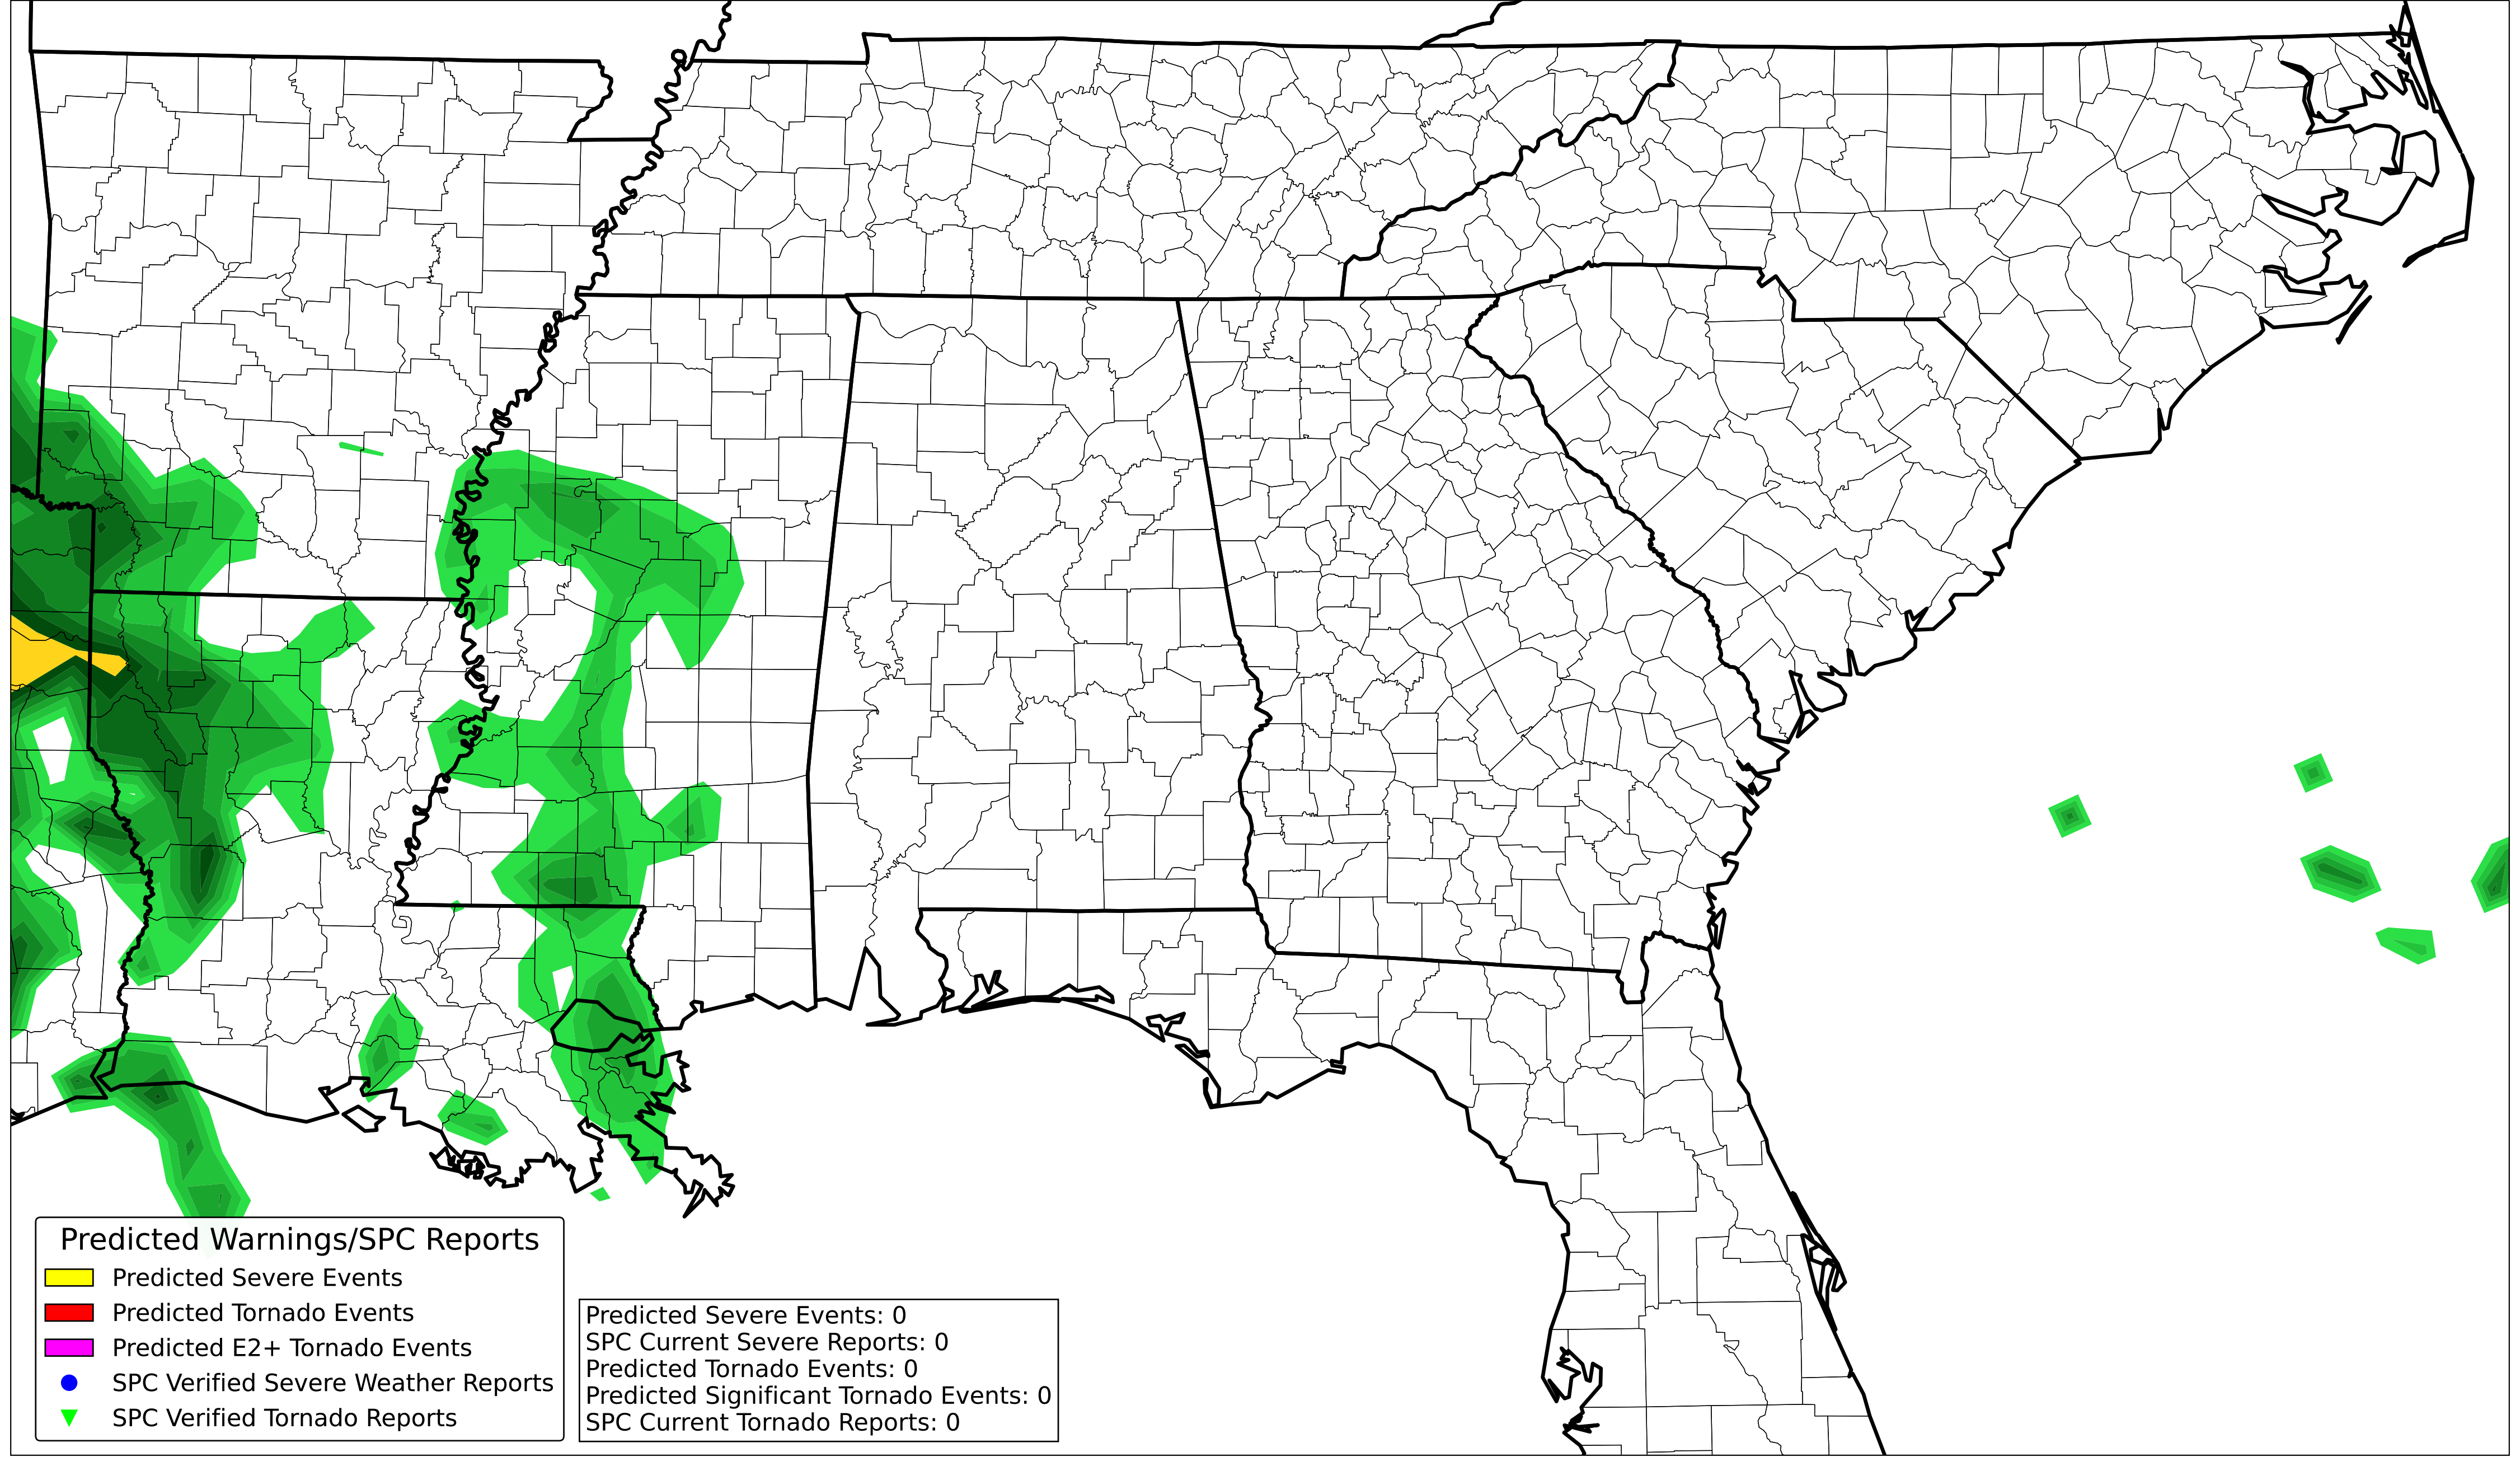 Predicted Warnings/SPC Reports
Predicted Severe Events
Predicted Tornado Events
Predicted E2+ Tornado Events
SPC Verified Severe Weather Reports
SPC Verified Tornado Reports
Predicted Severe Events: 0
SPC Current Severe Reports: 0
Predicted Tornado Events: 0
Predicted Significant Tornado Events: 0
SPC Current Tornado Reports: 0